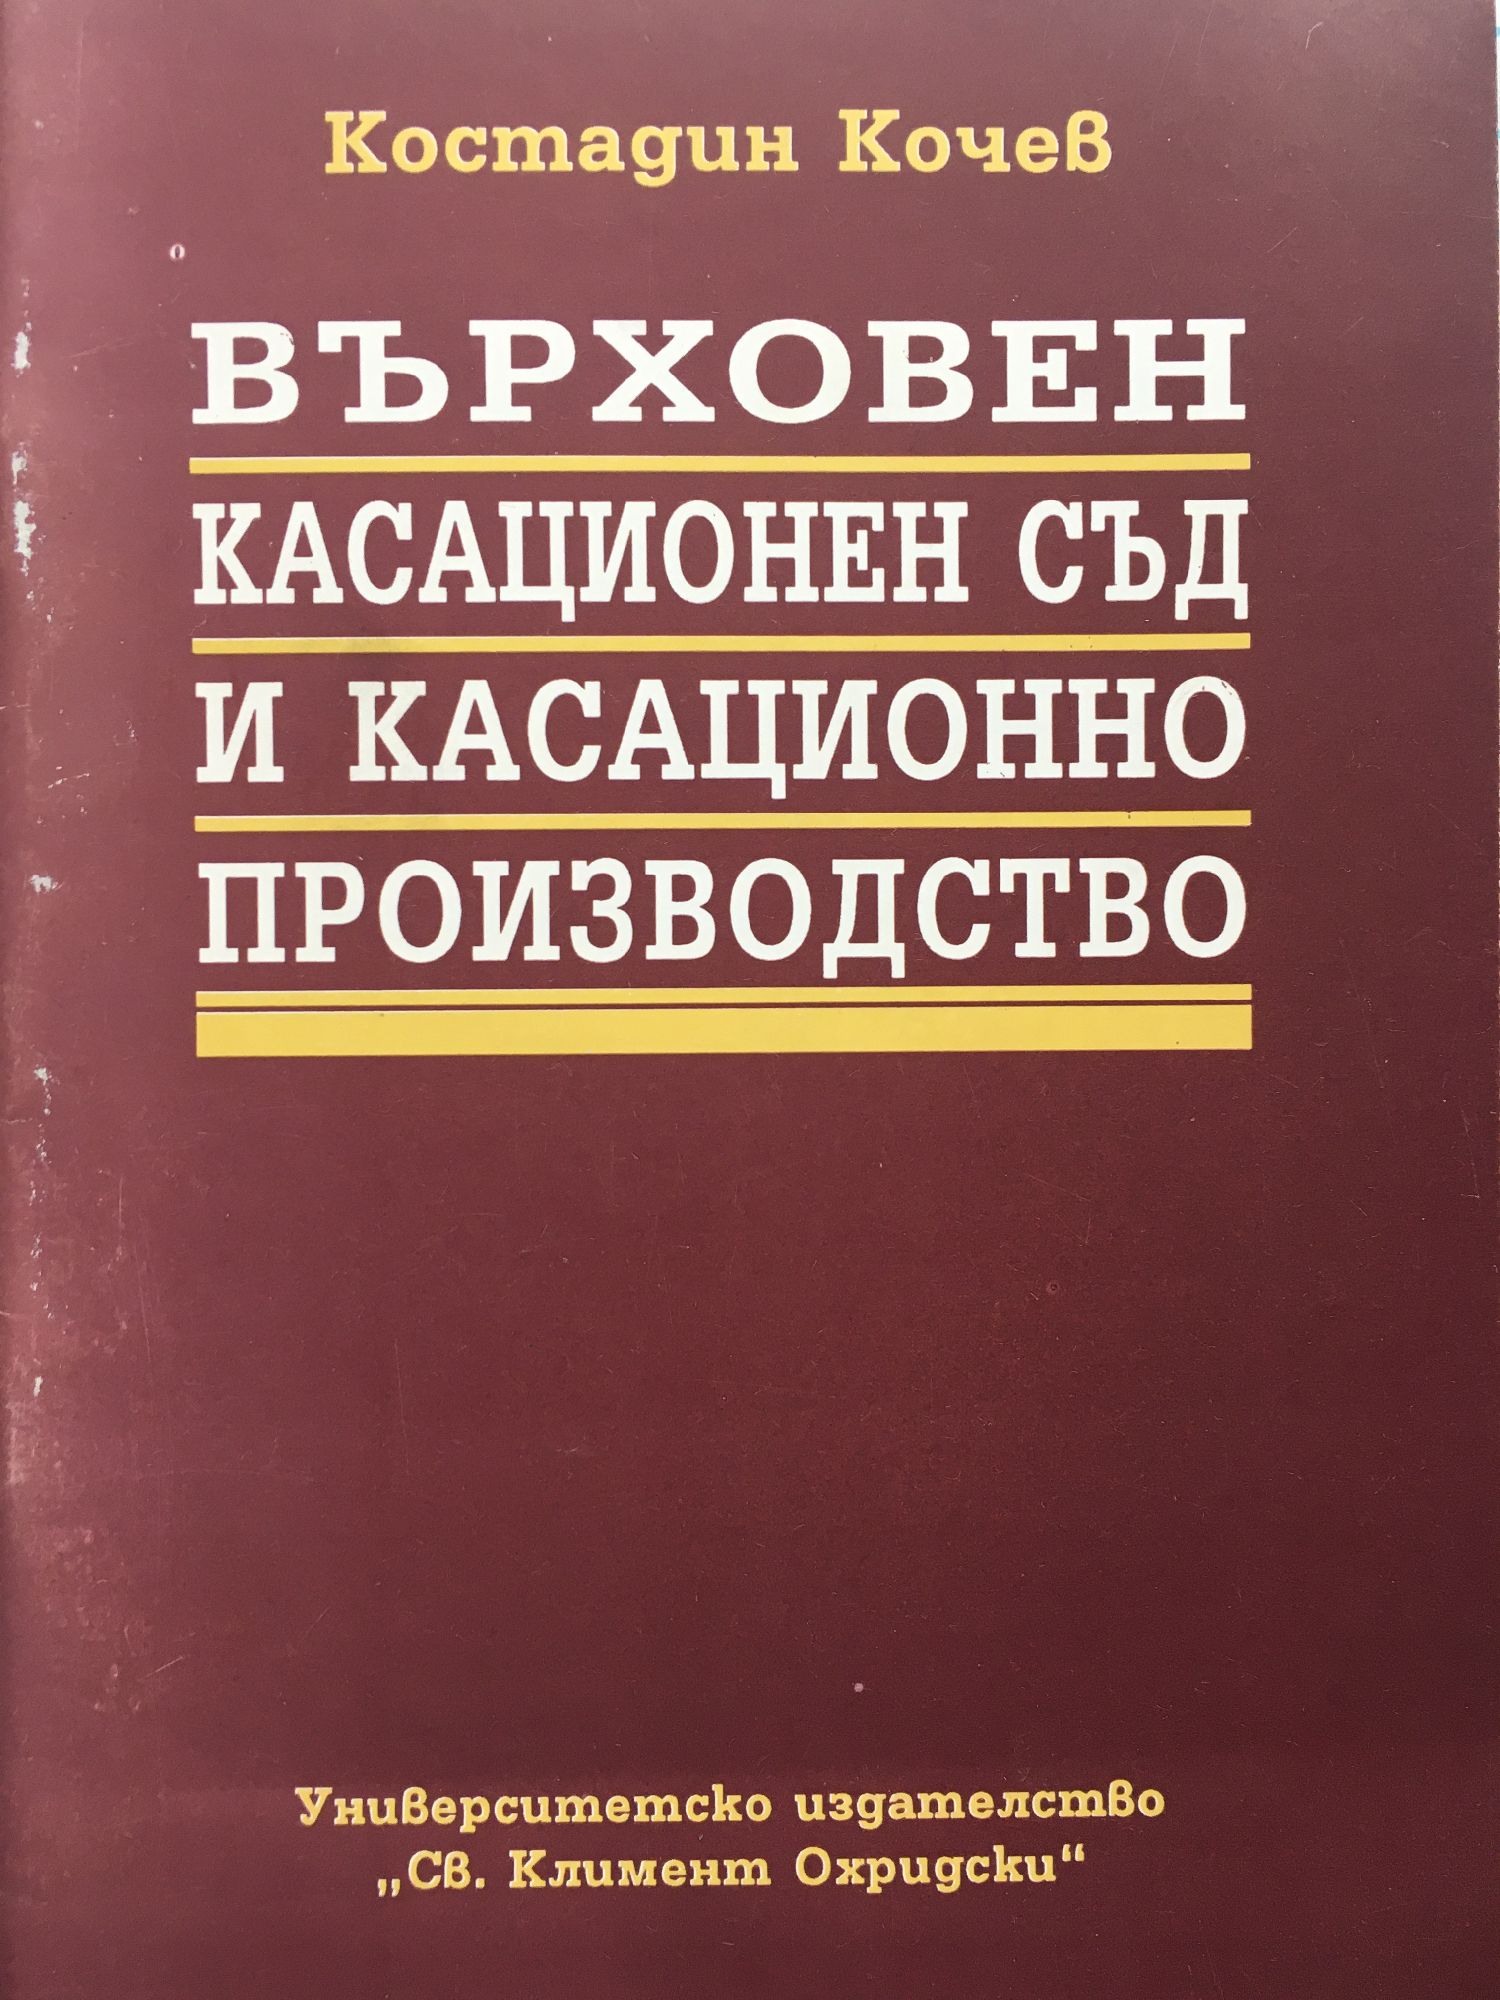 Костадин Кочев
ВЪРХОВЕН
КАСАЦИОНЕН СЪД
И КАСАЦИОННО
ПРОИЗВОДСТВО
Университетско издателство
„Св. Климент Охридски“